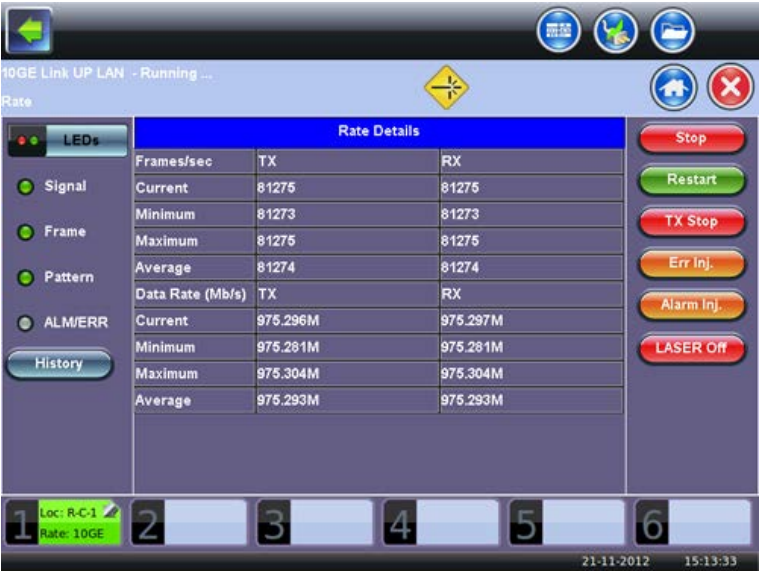 10GE Link UP LAN - Running ...
Rate
LEDs
Signal
Frame
Pattern
ALM/ERR
History
Rate Details
Frames/sec TX RX
Current 81275 81275
Minimum 81273 81273
Maximum 81275 81275
Average 81274 81274
Data Rate (Mb/s) TX RX
Current 975.296M 975.297M
Minimum 975.281M 975.281M
Maximum 975.304M 975.304M
Average 975.293M 975.293M
Stop
Restart
TX Stop
Err Inj.
Alarm Inj.
LASER Off
1 Loc: R-C-1
Rate: 10GE
2 3 4 5 6
21-11-2012 15:13:33